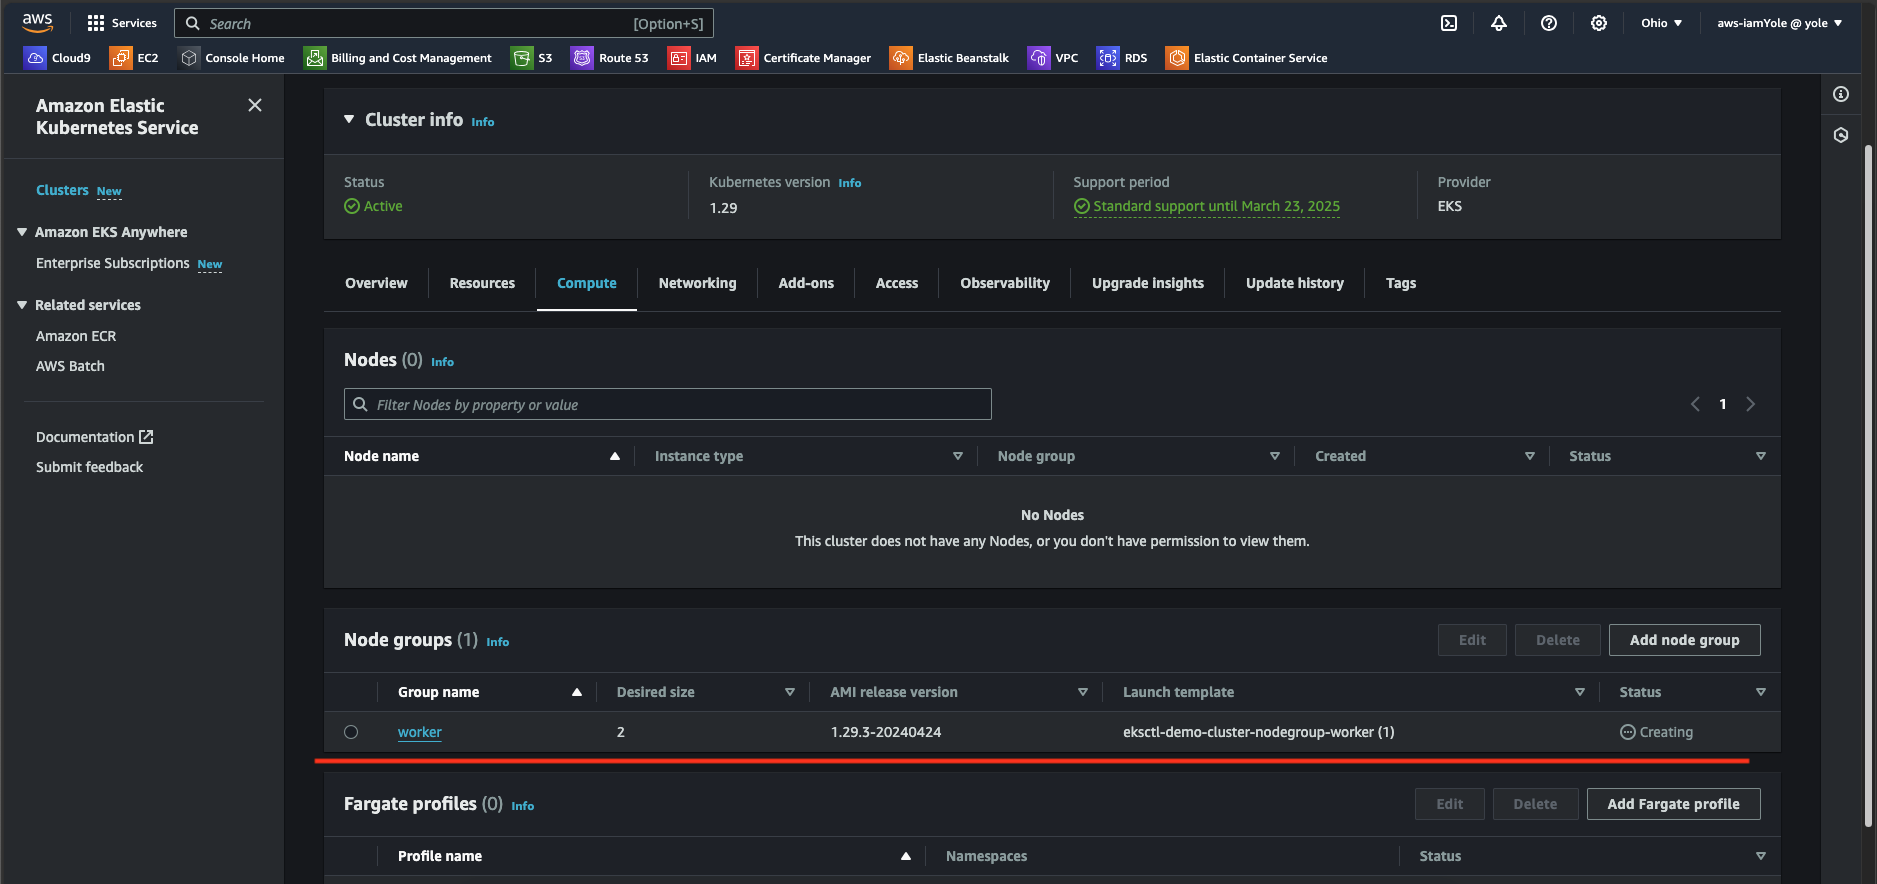 aws Services Search [Option+S] Ohio aws-iamYole @ yole
Cloud9 EC2 Console Home Billing and Cost Management S3 Route 53 IAM Certificate Manager Elastic Beanstalk VPC RDS Elastic Container Service
Amazon Elastic
Kubernetes Service
Clusters New
Amazon EKS Anywhere
Enterprise Subscriptions New
Related services
Amazon ECR
AWS Batch
Documentation
Submit feedback
Cluster info Info
Status
Active
Kubernetes version Info
1.29
Support period
Standard support until March 23, 2025
Provider
EKS
Overview Resources Compute Networking Add-ons Access Observability Upgrade insights Update history Tags
Nodes (0) Info
Filter Nodes by property or value
1
Node name Instance type Node group Created Status
No Nodes
This cluster does not have any Nodes, or you don't have permission to view them.
Node groups (1) Info Edit Delete Add node group
Group name Desired size AMI release version Launch template Status
worker 2 1.29.3-20240424 eksctl-demo-cluster-nodegroup-worker (1) Creating
Fargate profiles (0) Info Edit Delete Add Fargate profile
Profile name Namespaces Status